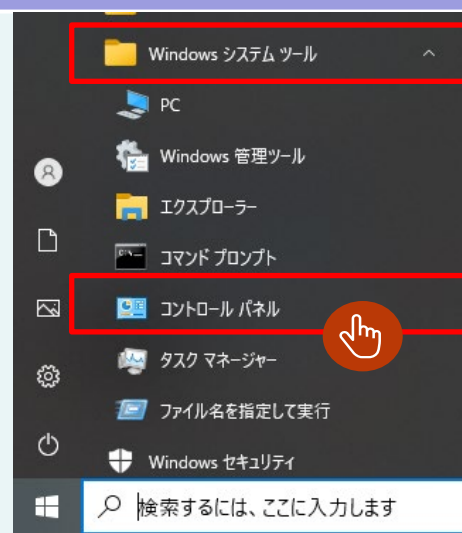 Windows システム ツール
PC
Windows 管理ツール
エクスプローラー
コマンド プロンプト
コントロール パネル
タスク マネージャー
ファイル名を指定して実行
Windows セキュリティ
検索するには、ここに入力します